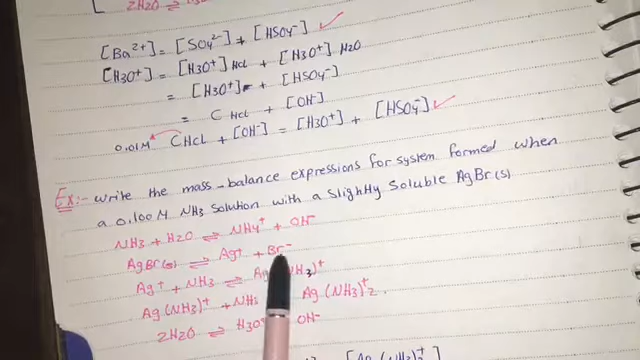 2H2O ⇌
[Ba²⁺] = [SO4²⁻] + [HSO4⁻] ✓
[H3O⁺] = [H3O⁺]HCl + [H3O⁺]H2O
= [H3O⁺] + [HSO4⁻]
= CHCl + [OH⁻]
0.01M CHCl + [OH⁻] = [H3O⁺] + [HSO4⁻] ✓
Ex:- write the mass-balance expressions for system formed when
a 0.100 M NH3 solution with a slighlly soluble AgBr(s)
NH3 + H2O ⇌ NH4⁺ + OH⁻
AgBr(s) ⇌ Ag⁺ + Br⁻
Ag⁺ + NH3 ⇌ Ag(NH3)⁺
Ag(NH3)⁺ + NH3 Ag(NH3)⁺2.
2H2O ⇌ H3O⁺ OH⁻